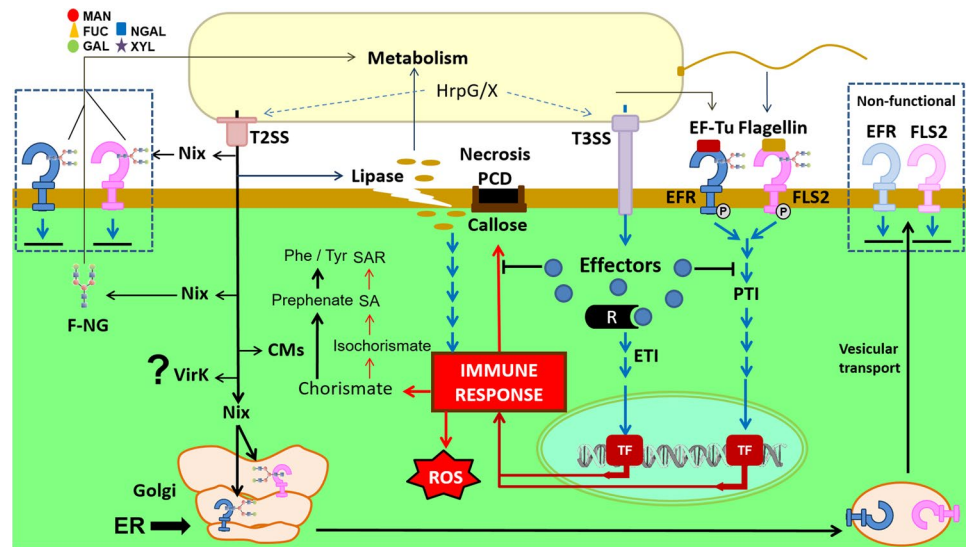 MAN
FUC NGAL
GAL XYL
Metabolism
HrpG/X
T2SS
T3SS
EF-Tu Flagellin
Non-functional
EFR FLS2
Nix
Lipase
Necrosis
PCD
Callose
EFR
P
P
FLS2
Phe / Tyr SAR
Effectors
PTI
Prephenate SA
Nix
F-NG
R
Isochorismate
ETI
CMs
VirK
?
Chorismate
IMMUNE
RESPONSE
Vesicular
transport
Nix
TF
TF
ROS
Golgi
ER